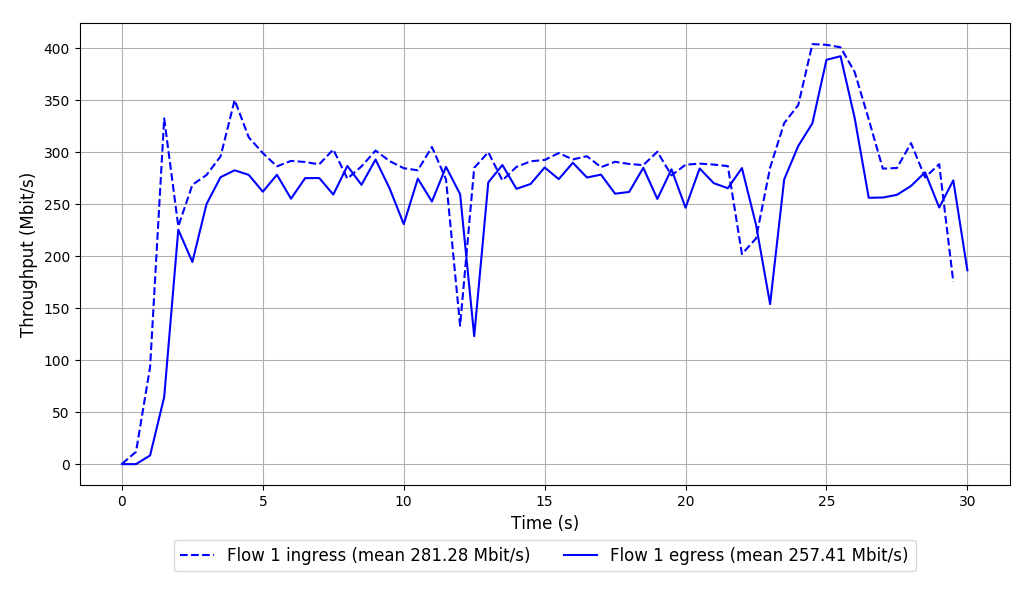 400
350
300
250
200
150
100
50
0
Throughput (Mbit/s)
0 5 10 15 20 25 30
Time (s)
Flow 1 ingress (mean 281.28 Mbit/s) Flow 1 egress (mean 257.41 Mbit/s)